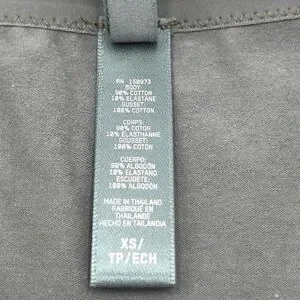 RN 158973
BODY
90% COTTON
10% ELASTANE
GUSSET:
100% COTTON
CORPS:
90% COTON
10% ELASTHANNE
GOUSSET:
100% COTON
CUERPO:
90% ALGODÓN
10% ELASTANO
ESCUDETE:
100% ALGODÓN
MADE IN THAILAND
FABRIQUÉ EN
THAÏLANDE
HECHO EN TAILANDIA
XS/
TP/ECH